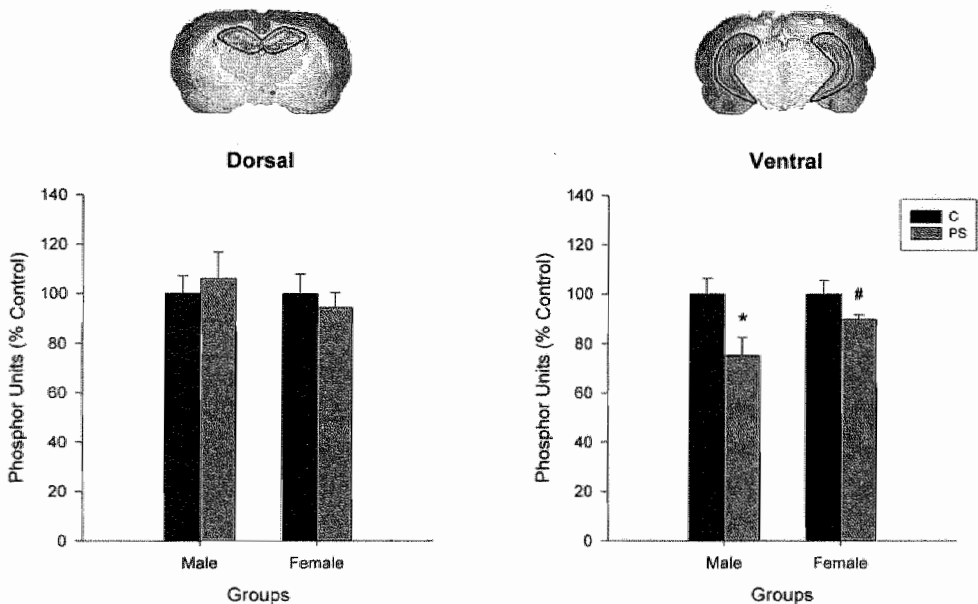 Dorsal
140
120
100
80
60
40
20
0
Phosphor Units (% Control)
Male Female
Groups
Ventral
140
120
100
80
60
40
20
0
Phosphor Units (% Control)
*
#
Male Female
Groups
C
PS